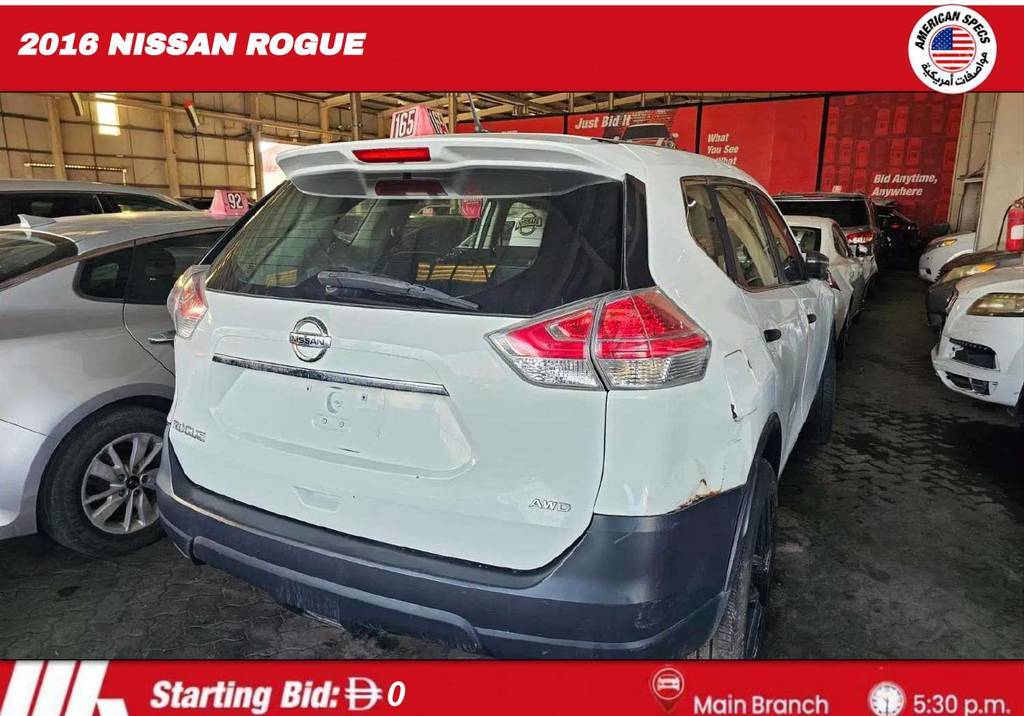 2016 NISSAN ROGUE
AMERICAN SPECS
مواصفات أمريكية
165
Just Bid It
What
You See
Bid Anytime,
Anywhere
92
NISSAN
NISSAN
ROGUE
AWD
Starting Bid: 0
Main Branch
5:30 p.m.